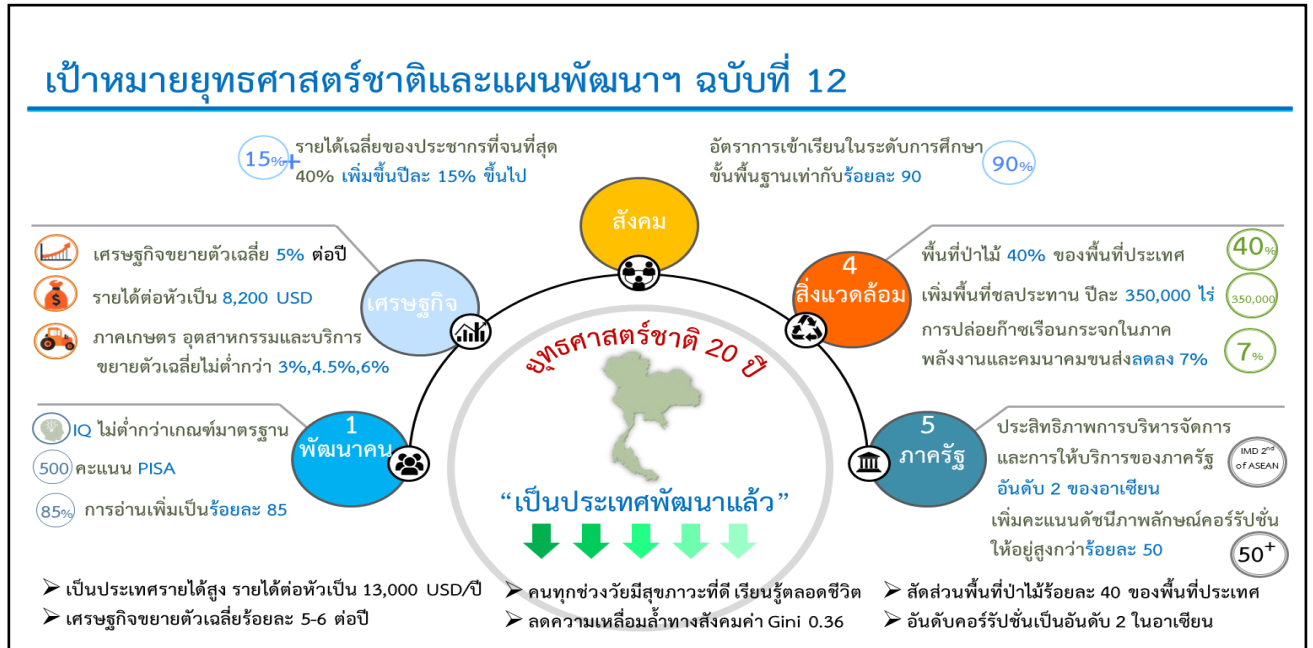 เป้าหมายยุทธศาสตร์ชาติและแผนพัฒนาฯ ฉบับที่ 12
15%+
รายได้เฉลี่ยของประชากรที่จนที่สุด
40% เพิ่มขึ้นปีละ 15% ขึ้นไป
อัตราการเข้าเรียนในระดับการศึกษา
ขั้นพื้นฐานเท่ากับร้อยละ 90
90%
สังคม
เศรษฐกิจขยายตัวเฉลี่ย 5% ต่อปี
รายได้ต่อหัวเป็น 8,200 USD
ภาคเกษตร อุตสาหกรรมและบริการ
ขยายตัวเฉลี่ยไม่ต่ำกว่า 3%,4.5%,6%
เศรษฐกิจ
4
สิ่งแวดล้อม
พื้นที่ป่าไม้ 40% ของพื้นที่ประเทศ
40%
เพิ่มพื้นที่ชลประทาน ปีละ 350,000 ไร่
350,000
การปล่อยก๊าซเรือนกระจกในภาค
พลังงานและคมนาคมขนส่งลดลง 7%
7%
ยุทธศาสตร์ชาติ 20 ปี
IQ ไม่ต่ำกว่าเกณฑ์มาตรฐาน
500 คะแนน PISA
85% การอ่านเพิ่มเป็นร้อยละ 85
1
พัฒนาคน
“เป็นประเทศพัฒนาแล้ว”
5
ภาครัฐ
ประสิทธิภาพการบริหารจัดการ
และการให้บริการของภาครัฐ
อันดับ 2 ของอาเซียน
IMD 2nd
of ASEAN
เพิ่มคะแนนดัชนีภาพลักษณ์คอร์รัปชั่น
ให้อยู่สูงกว่าร้อยละ 50
50+
➢ เป็นประเทศรายได้สูง รายได้ต่อหัวเป็น 13,000 USD/ปี
➢ เศรษฐกิจขยายตัวเฉลี่ยร้อยละ 5-6 ต่อปี
➢ คนทุกช่วงวัยมีสุขภาวะที่ดี เรียนรู้ตลอดชีวิต
➢ ลดความเหลื่อมล้ำทางสังคมค่า Gini 0.36
➢ สัดส่วนพื้นที่ป่าไม้ร้อยละ 40 ของพื้นที่ประเทศ
➢ อันดับคอร์รัปชั่นเป็นอันดับ 2 ในอาเซียน